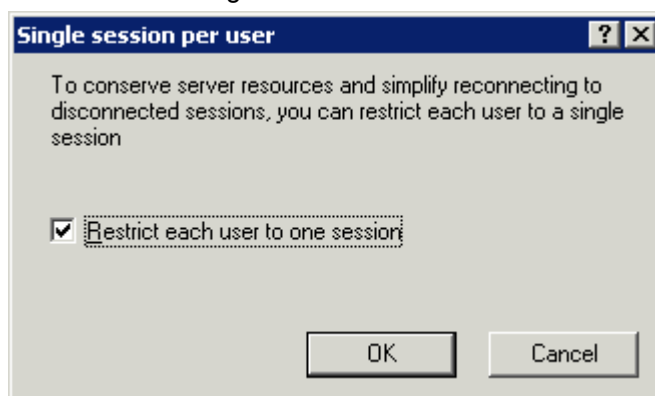 Single session per user
To conserve server resources and simplify reconnecting to
disconnected sessions, you can restrict each user to a single
session
Restrict each user to one session
OK Cancel